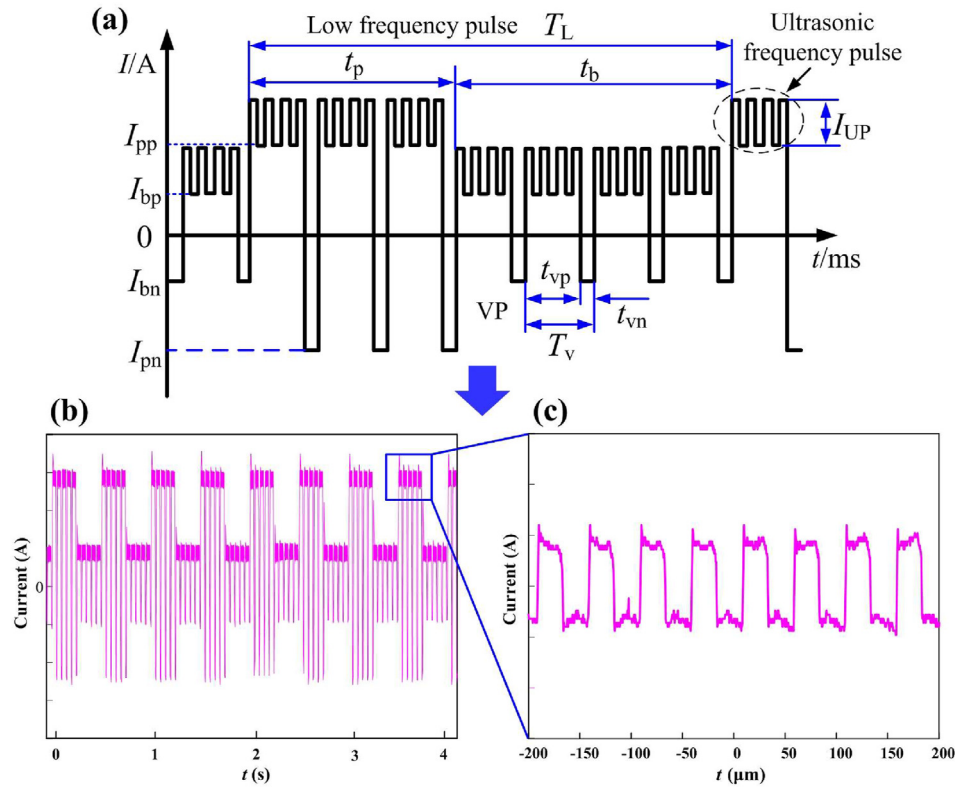 (a)
Low frequency pulse
T_L
Ultrasonic
frequency pulse
I/A
t_p
t_b
I_pp
I_UP
I_bp
0
t/ms
I_bn
t_vp
VP
t_vn
T_v
I_pn
(b)
(c)
Current (A)
0
0 1 2 3 4
t (s)
Current (A)
-200 -150 -100 -50 0 50 100 150 200
t (μm)